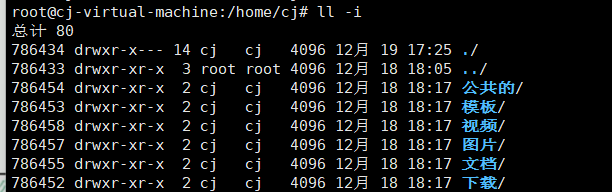 root@cj-virtual-machine:/home/cj# ll -i
总计 80
786434 drwxr-x--- 14 cj   cj   4096 12月 19 17:25 ./
786433 drwxr-xr-x  3 root root 4096 12月 18 18:05 ../
786454 drwxr-xr-x  2 cj   cj   4096 12月 18 18:17 公共的/
786453 drwxr-xr-x  2 cj   cj   4096 12月 18 18:17 模板/
786458 drwxr-xr-x  2 cj   cj   4096 12月 18 18:17 视频/
786457 drwxr-xr-x  2 cj   cj   4096 12月 18 18:17 图片/
786455 drwxr-xr-x  2 cj   cj   4096 12月 18 18:17 文档/
786452 drwxr-xr-x  2 cj   cj   4096 12月 18 18:17 下载/